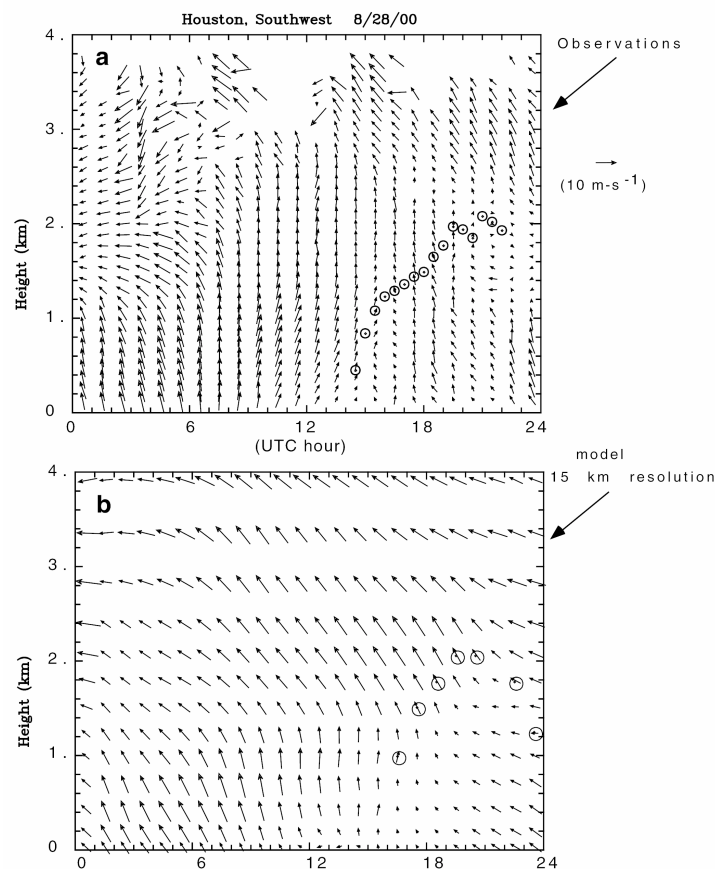 Houston, Southwest 8/28/00
4.
a
Observations
3.
(10 m-s-1)
2.
Height (km)
1.
0
0 6 12 18 24
(UTC hour)
model
4.
15 km resolution
b
3.
2.
Height (km)
1.
0
0 6 12 18 24